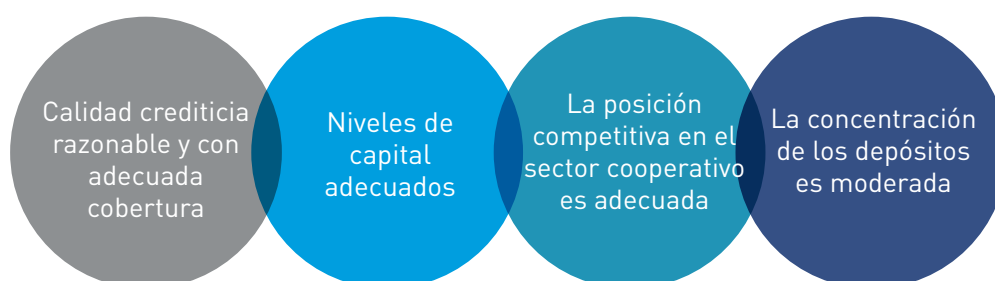 Calidad crediticia
razonable y con
adecuada
cobertura
Niveles de
capital
adecuados
La posición
competitiva en el
sector cooperativo
es adecuada
La concentración
de los depósitos
es moderada